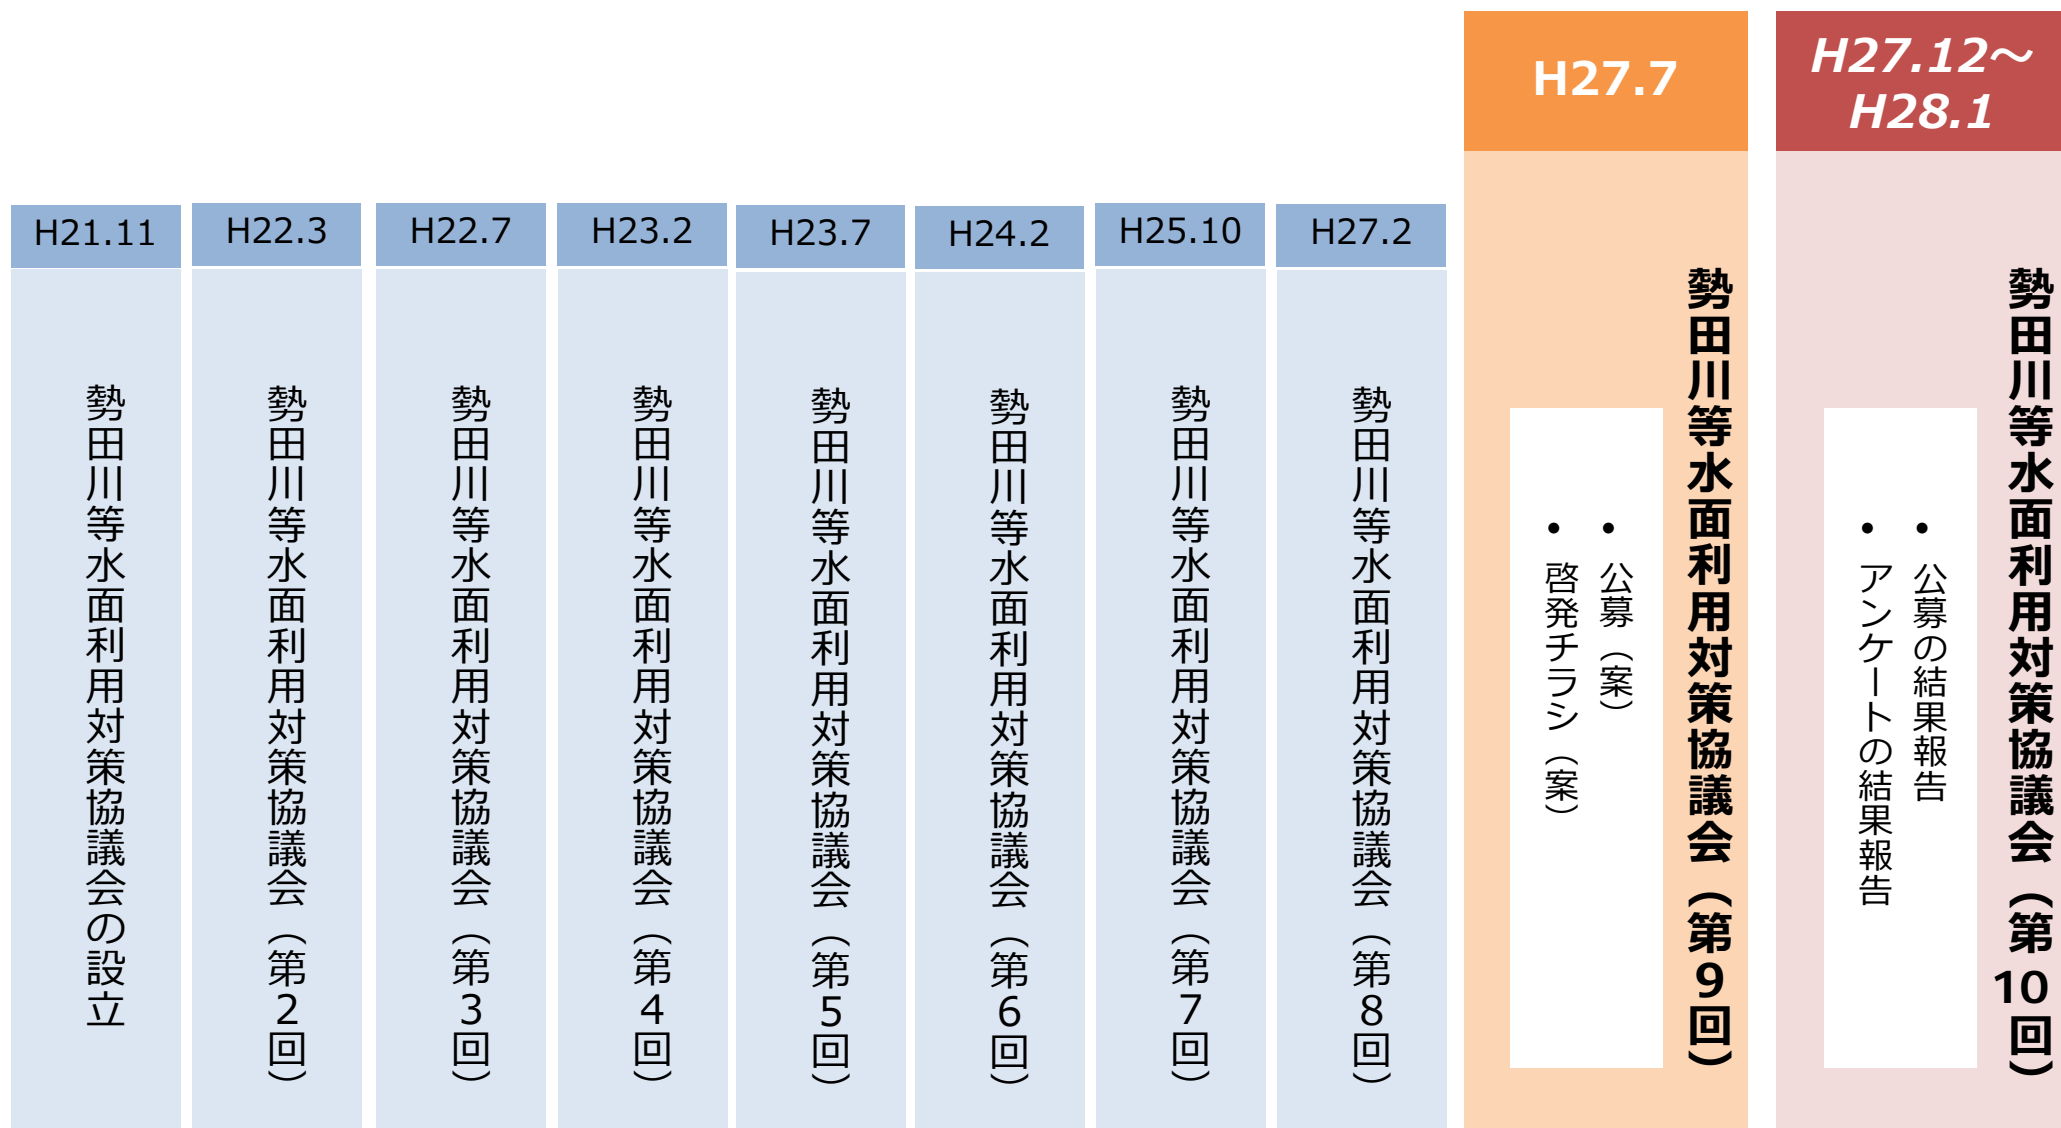 H21.11
勢田川等水面利用対策協議会の設立
H22.3
勢田川等水面利用対策協議会（第2回）
H22.7
勢田川等水面利用対策協議会（第3回）
H23.2
勢田川等水面利用対策協議会（第4回）
H23.7
勢田川等水面利用対策協議会（第5回）
H24.2
勢田川等水面利用対策協議会（第6回）
H25.10
勢田川等水面利用対策協議会（第7回）
H27.2
勢田川等水面利用対策協議会（第8回）
H27.7
勢田川等水面利用対策協議会（第９回）
• 公募（案）
• 啓発チラシ（案）
H27.12～
H28.1
勢田川等水面利用対策協議会（第10回）
• 公募の結果報告
• アンケートの結果報告